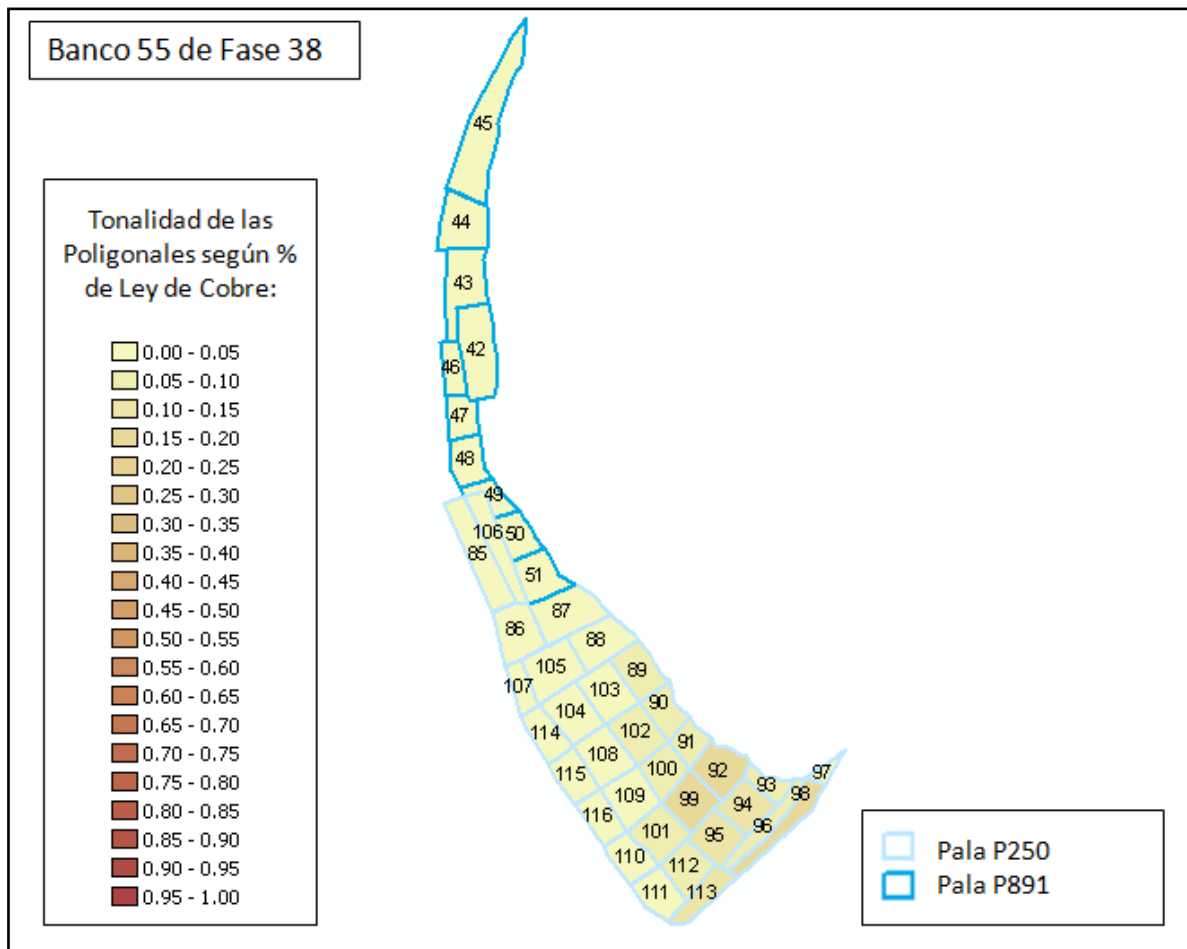 Banco 55 de Fase 38
Tonalidad de las
Poligonales según %
de Ley de Cobre:
0.00 - 0.05
0.05 - 0.10
0.10 - 0.15
0.15 - 0.20
0.20 - 0.25
0.25 - 0.30
0.30 - 0.35
0.35 - 0.40
0.40 - 0.45
0.45 - 0.50
0.50 - 0.55
0.55 - 0.60
0.60 - 0.65
0.65 - 0.70
0.70 - 0.75
0.75 - 0.80
0.80 - 0.85
0.85 - 0.90
0.90 - 0.95
0.95 - 1.00
45
44
43
42
46
47
48
49
106
50
85
51
87
86
88
105
89
107
103
90
104
114
102
91
108
100
92
97
115
93
98
109
99
94
116
101
95
96
110
112
111
113
Pala P250
Pala P891